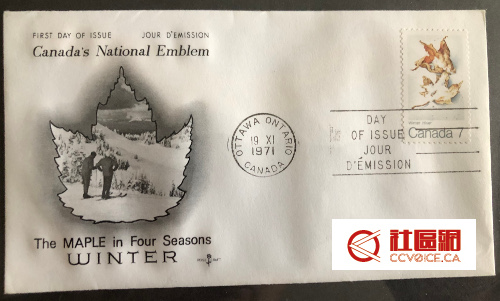 FIRST DAY OF ISSUE JOUR D'ÉMISSION
Canada's National Emblem
OTTAWA ONTARIO
19 XI
1971
CANADA
DAY
OF ISSUE
JOUR
D'ÉMISSION
Canada 7
The MAPLE in Four Seasons
WINTER
社區網
CCVOICE.CA